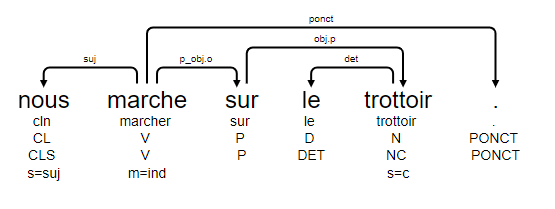 ponct
obj.p
suj p_obj.o det
nous marche sur le trottoir .
cln marcher sur le trottoir .
CL V P D N PONCT
CLS V P DET NC PONCT
s=suj m=ind s=c